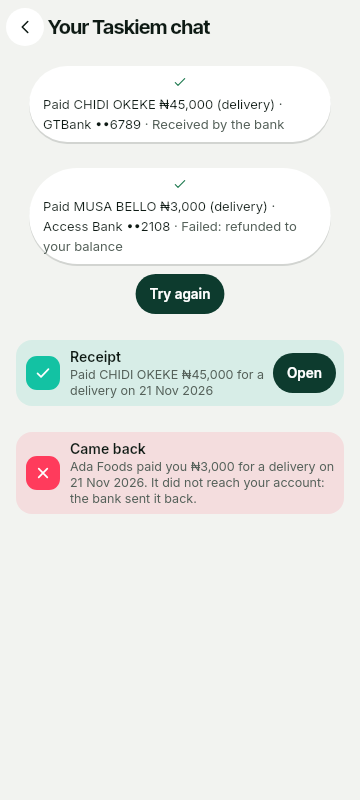 Your Taskiem chat
Paid CHIDI OKEKE ₦45,000 (delivery) ·
GTBank ••6789 · Received by the bank
Paid MUSA BELLO ₦3,000 (delivery) ·
Access Bank ••2108 · Failed: refunded to
your balance
Try again
Receipt
Paid CHIDI OKEKE ₦45,000 for a
delivery on 21 Nov 2026
Open
Came back
Ada Foods paid you ₦3,000 for a delivery on
21 Nov 2026. It did not reach your account:
the bank sent it back.